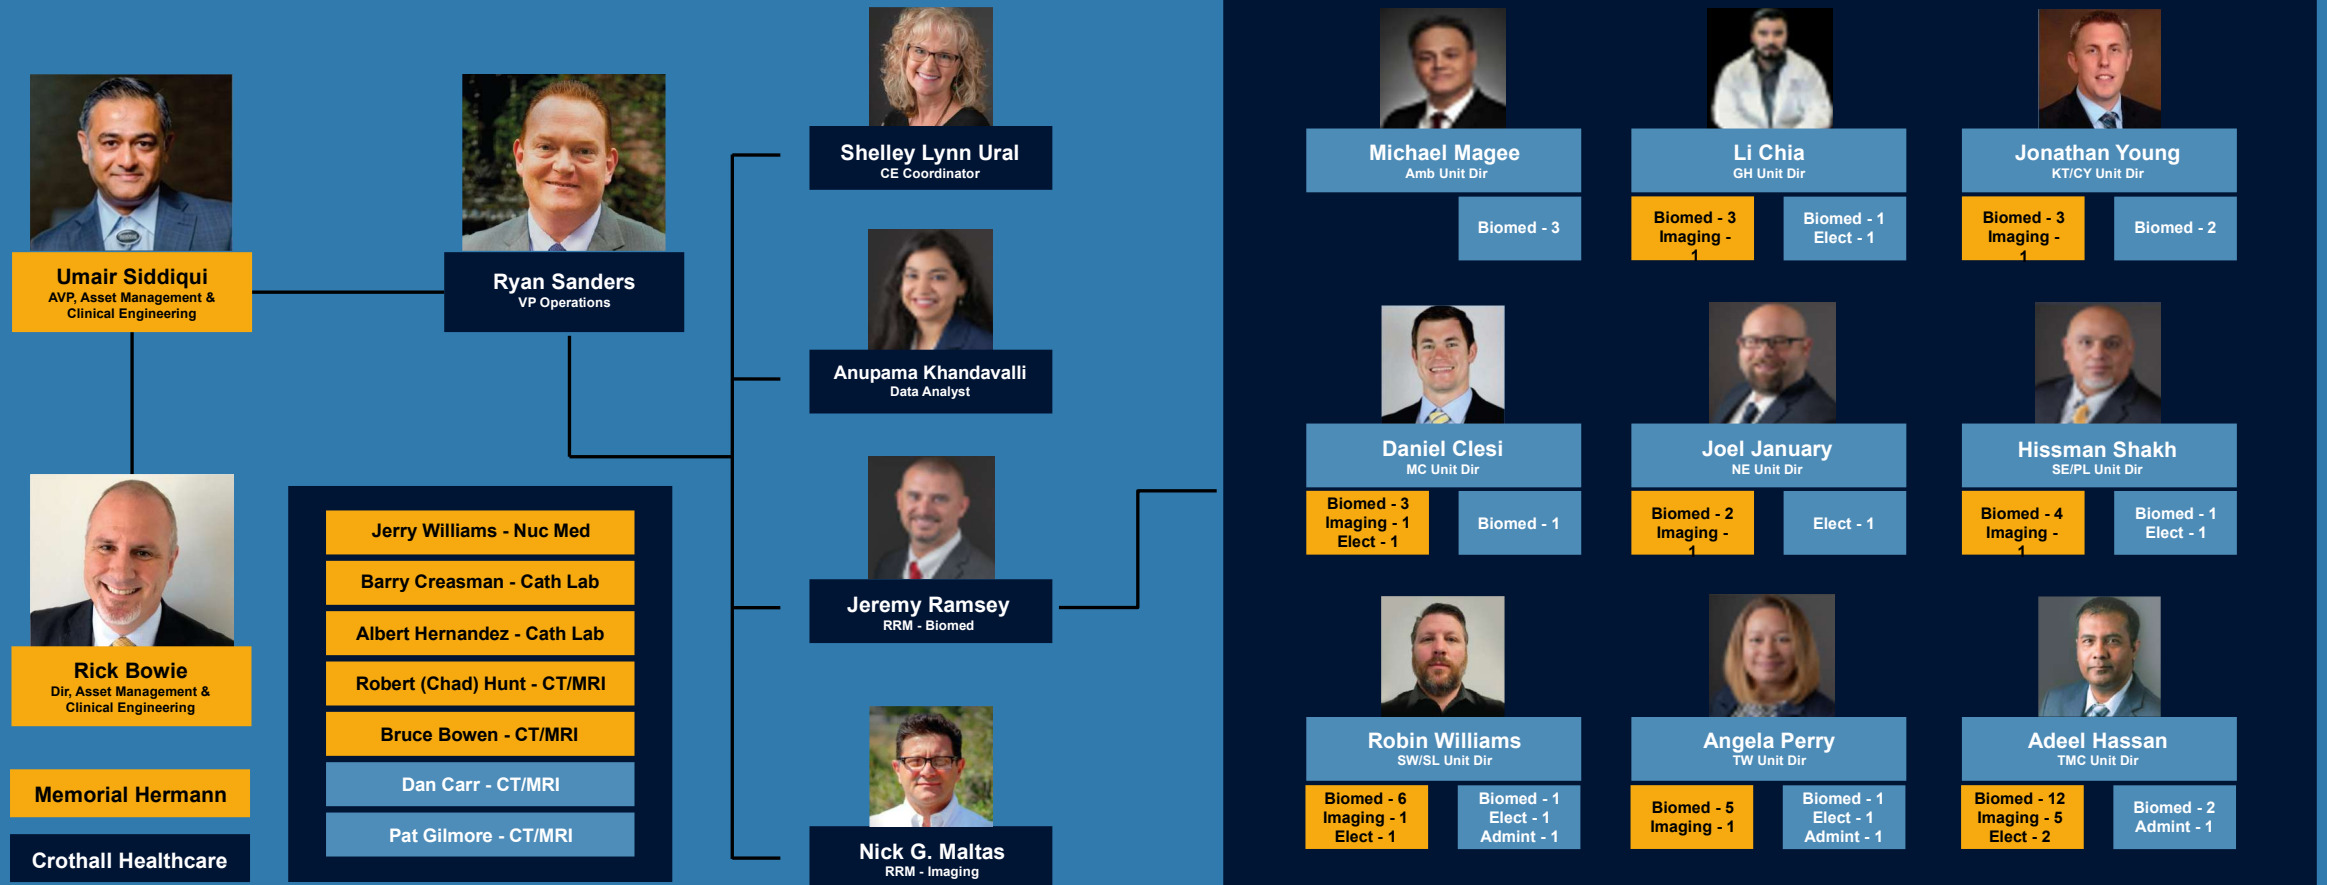 Umair Siddiqui
AVP, Asset Management &
Clinical Engineering
Rick Bowie
Dir, Asset Management &
Clinical Engineering
Memorial Hermann
Crothall Healthcare
Ryan Sanders
VP Operations
Jerry Williams - Nuc Med
Barry Creasman - Cath Lab
Albert Hernandez - Cath Lab
Robert (Chad) Hunt - CT/MRI
Bruce Bowen - CT/MRI
Dan Carr - CT/MRI
Pat Gilmore - CT/MRI
Shelley Lynn Ural
CE Coordinator
Anupama Khandavalli
Data Analyst
Jeremy Ramsey
RRM - Biomed
Nick G. Maltas
RRM - Imaging
Michael Magee
Amb Unit Dir
Biomed - 3
Li Chia
GH Unit Dir
Biomed - 3
Imaging -
1
Biomed - 1
Elect - 1
Jonathan Young
KT/CY Unit Dir
Biomed - 3
Imaging -
1
Biomed - 2
Daniel Clesi
MC Unit Dir
Biomed - 3
Imaging - 1
Elect - 1
Biomed - 1
Joel January
NE Unit Dir
Biomed - 2
Imaging -
1
Elect - 1
Hissman Shakh
SE/PL Unit Dir
Biomed - 4
Imaging -
1
Biomed - 1
Elect - 1
Robin Williams
SW/SL Unit Dir
Biomed - 6
Imaging - 1
Elect - 1
Biomed - 1
Elect - 1
Admint - 1
Angela Perry
TW Unit Dir
Biomed - 5
Imaging - 1
Biomed - 1
Elect - 1
Admint - 1
Adeel Hassan
TMC Unit Dir
Biomed - 12
Imaging - 5
Elect - 2
Biomed - 2
Admint - 1